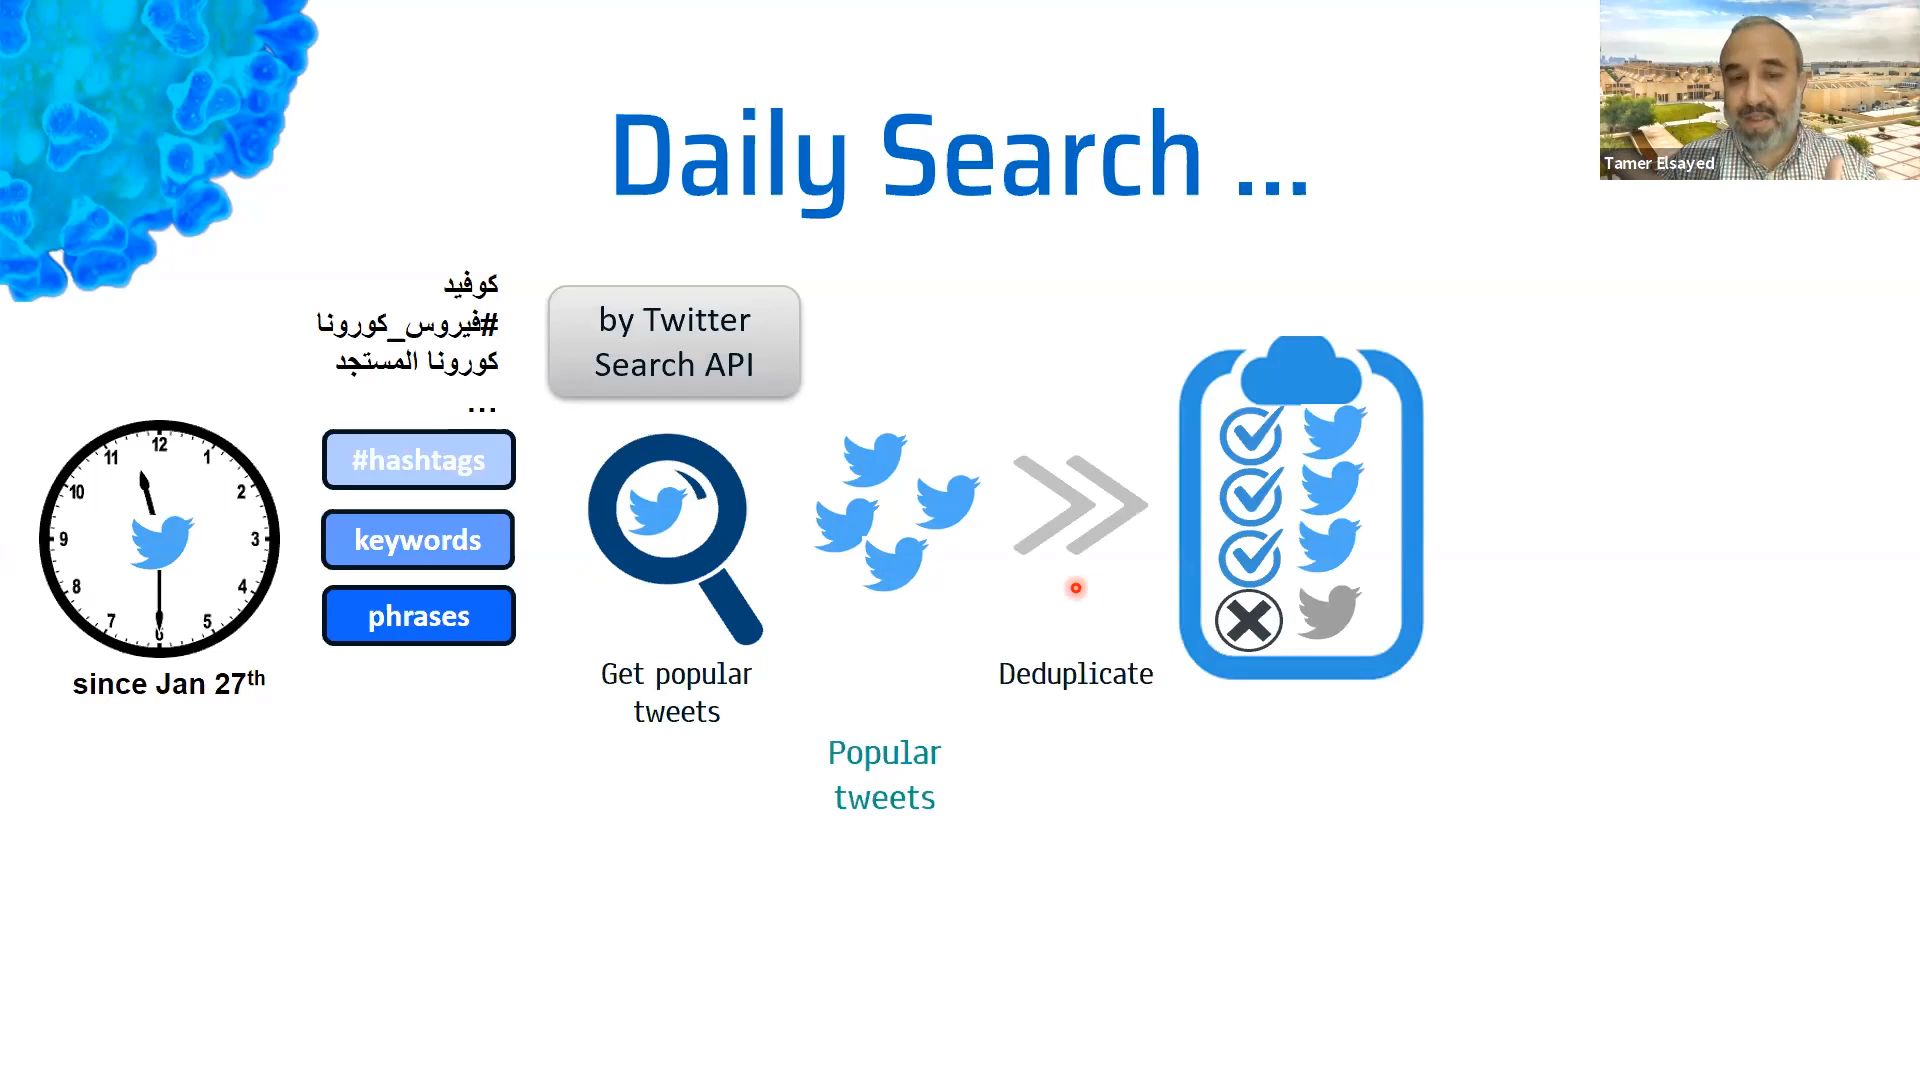 Daily Search ...
Tamer Elsayed
كوفيد
#فيروس_كورونا
كورونا المستجد
...
by Twitter
Search API
12
1
2
3
4
5
6
7
8
9
10
11
#hashtags
keywords
phrases
since Jan 27th
Get popular
tweets
Deduplicate
Popular
tweets